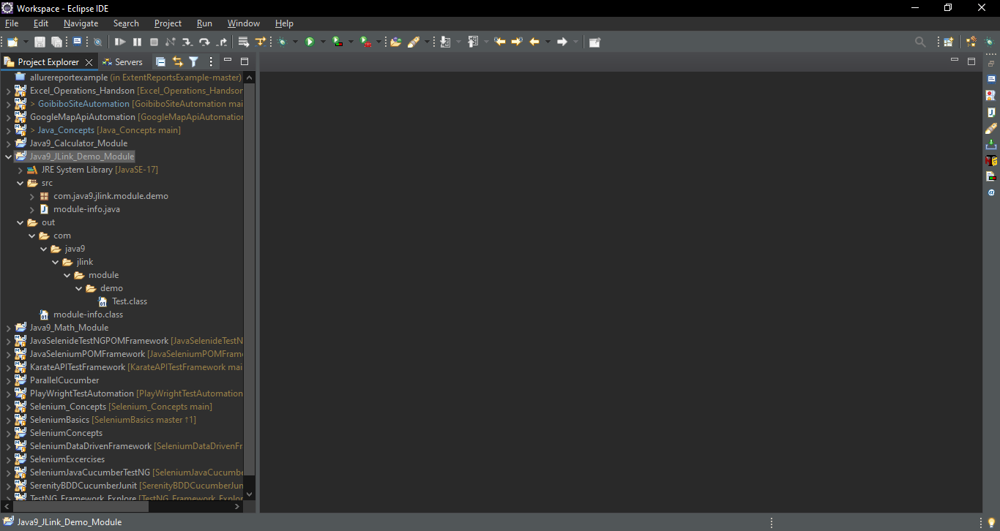 Workspace - Eclipse IDE
File Edit Navigate Search Project Run Window Help
Project Explorer Servers
allurereportexample (in ExtentReportsExample-master)
Excel_Operations_Handson [Excel_Operations_Handson
> GoibiboSiteAutomation [GoibiboSiteAutomation mai
GoogleMapApiAutomation [GoogleMapApiAutomation
> Java_Concepts [Java_Concepts main]
Java9_Calculator_Module
Java9_JLink_Demo_Module
JRE System Library [JavaSE-17]
src
com.java9.jlink.module.demo
module-info.java
out
com
java9
jlink
module
demo
Test.class
module-info.class
Java9_Math_Module
JavaSelenideTestNGPOMFramework [JavaSelenideTestN
JavaSeleniumPOMFramework [JavaSeleniumPOMFram
KarateAPITestFramework [KarateAPITestFramework mai
ParallelCucumber
PlayWrightTestAutomation [PlayWrightTestAutomation
Selenium_Concepts [Selenium_Concepts main]
SeleniumBasics [SeleniumBasics master ↑1]
SeleniumConcepts
SeleniumDataDrivenFramework [SeleniumDataDrivenFr
SeleniumExcercises
SeleniumJavaCucumberTestNG [SeleniumJavaCucumbe
SerenityBDDCucumberJunit [SerenityBDDCucumberJun
TestNG_Framework_Explore [TestNG_Framework_Explor
Java9_JLink_Demo_Module